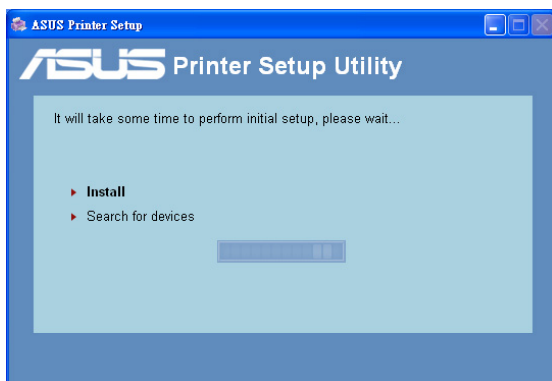 ASUS Printer Setup
ASUS Printer Setup Utility
It will take some time to perform initial setup, please wait...
Install
Search for devices